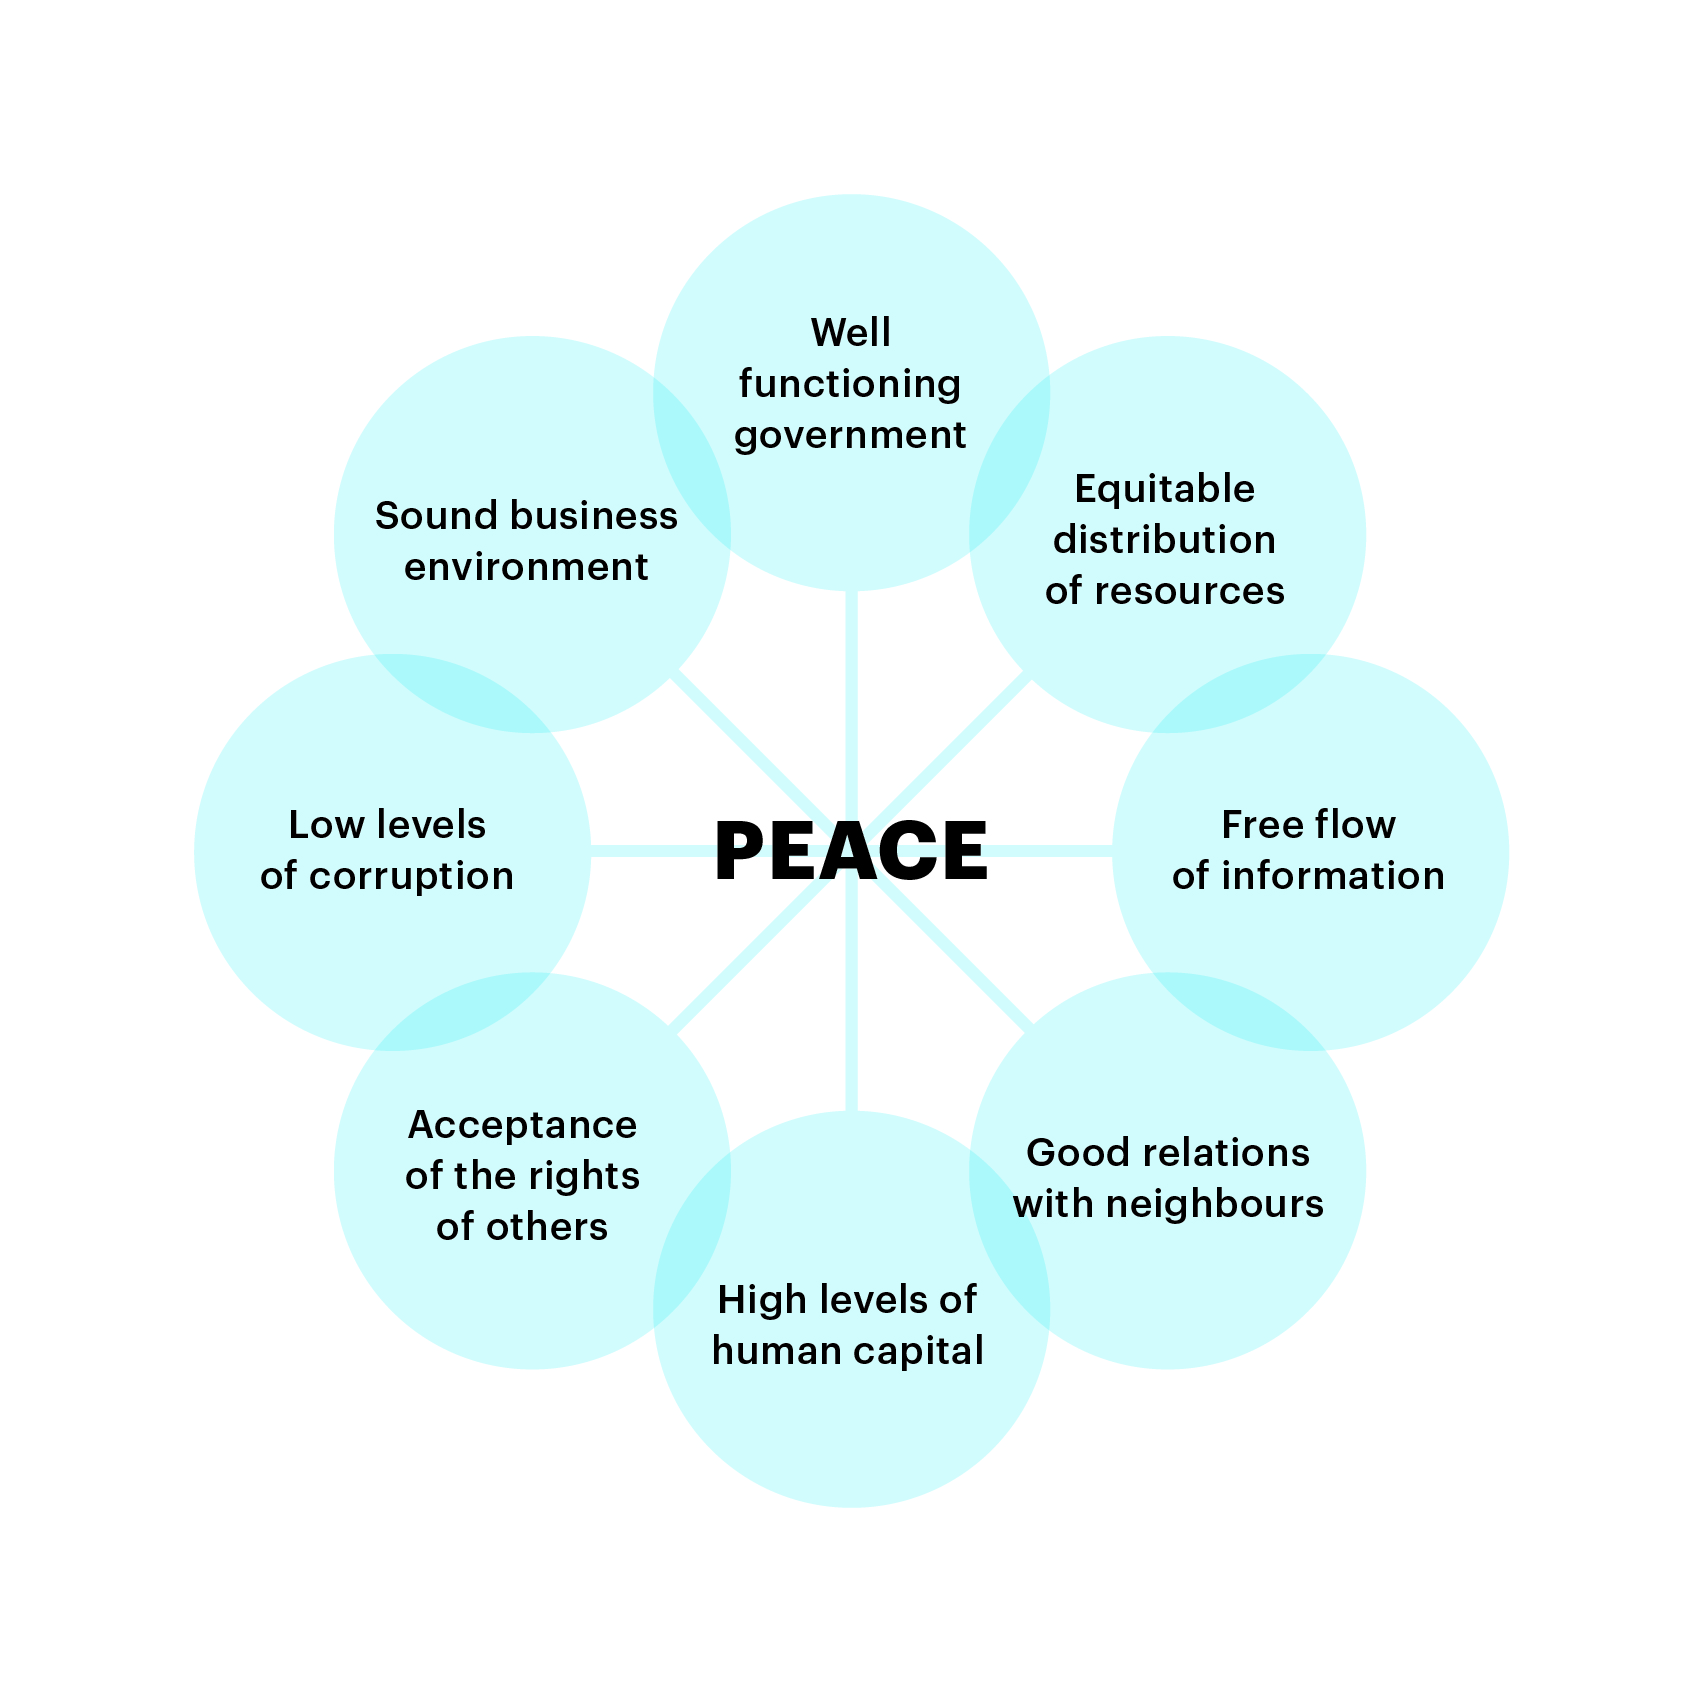 Well
functioning
government
Equitable
distribution
of resources
Free flow
of information
Good relations
with neighbours
High levels of
human capital
Acceptance
of the rights
of others
Low levels
of corruption
Sound business
environment
PEACE